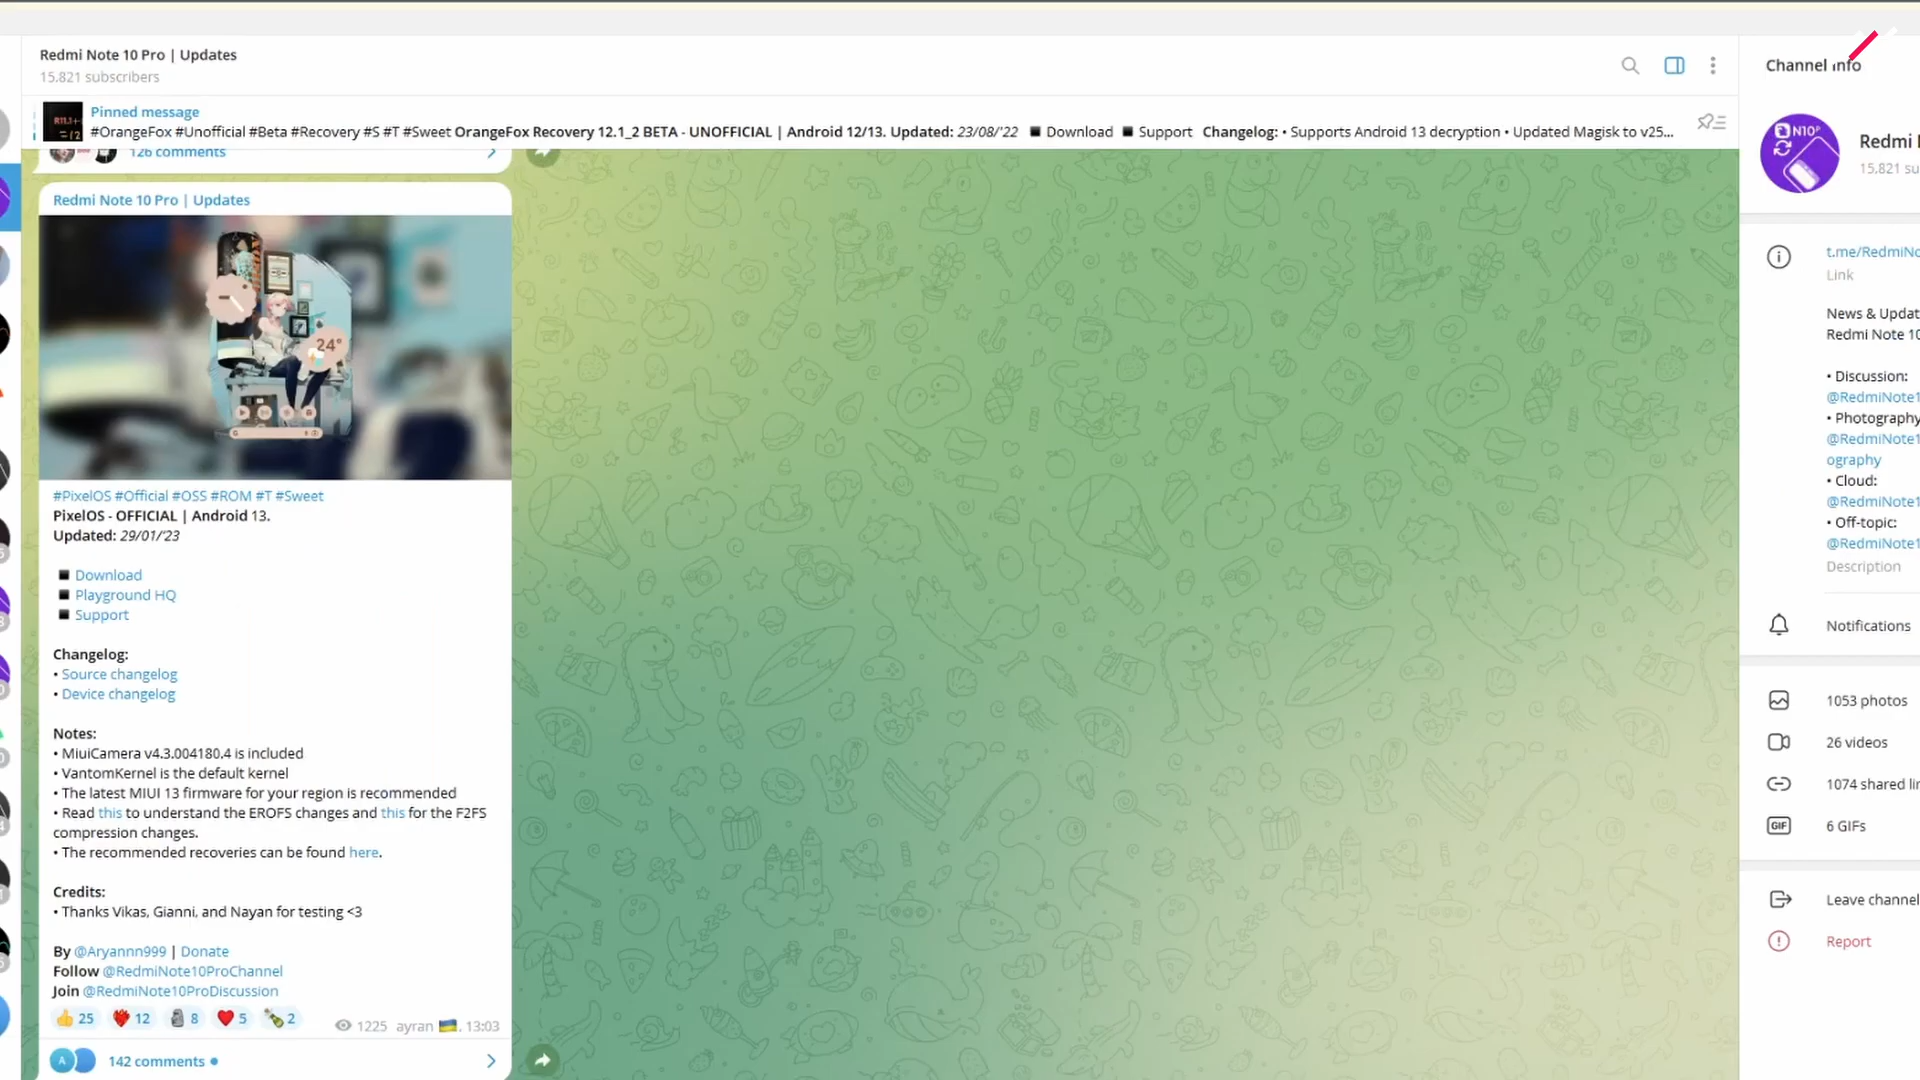 Redmi Note 10 Pro | Updates
15,821 subscribers
Pinned message
#OrangeFox #Unofficial #Beta #Recovery #S #T #Sweet OrangeFox Recovery 12.1_2 BETA - UNOFFICIAL | Android 12/13. Updated: 23/08/'22 ◼ Download ◼ Support Changelog: • Supports Android 13 decryption • Updated Magisk to v25...
126 comments
Redmi Note 10 Pro | Updates
24°
#PixelOS #Official #OSS #ROM #T #Sweet
PixelOS - OFFICIAL | Android 13.
Updated: 29/01/'23
◼ Download
◼ Playground HQ
◼ Support
Changelog:
• Source changelog
• Device changelog
Notes:
• MiuiCamera v4.3.004180.4 is included
• VantomKernel is the default kernel
• The latest MIUI 13 firmware for your region is recommended
• Read this to understand the EROFS changes and this for the F2FS
compression changes.
• The recommended recoveries can be found here.
Credits:
• Thanks Vikas, Gianni, and Nayan for testing <3
By @Aryannn999 | Donate
Follow @RedmiNote10ProChannel
Join @RedmiNote10ProDiscussion
25 12 8 5 2
1225 ayran 🇺🇦, 13:03
A
142 comments
Channel Info
N10P
Redmi
15,821 su
t.me/RedmiNo
Link
News & Updat
Redmi Note 10
• Discussion:
@RedmiNote1
• Photography
@RedmiNote1
ography
• Cloud:
@RedmiNote1
• Off-topic:
@RedmiNote1
Description
Notifications
1053 photos
26 videos
1074 shared lin
GIF
6 GIFs
Leave channel
Report